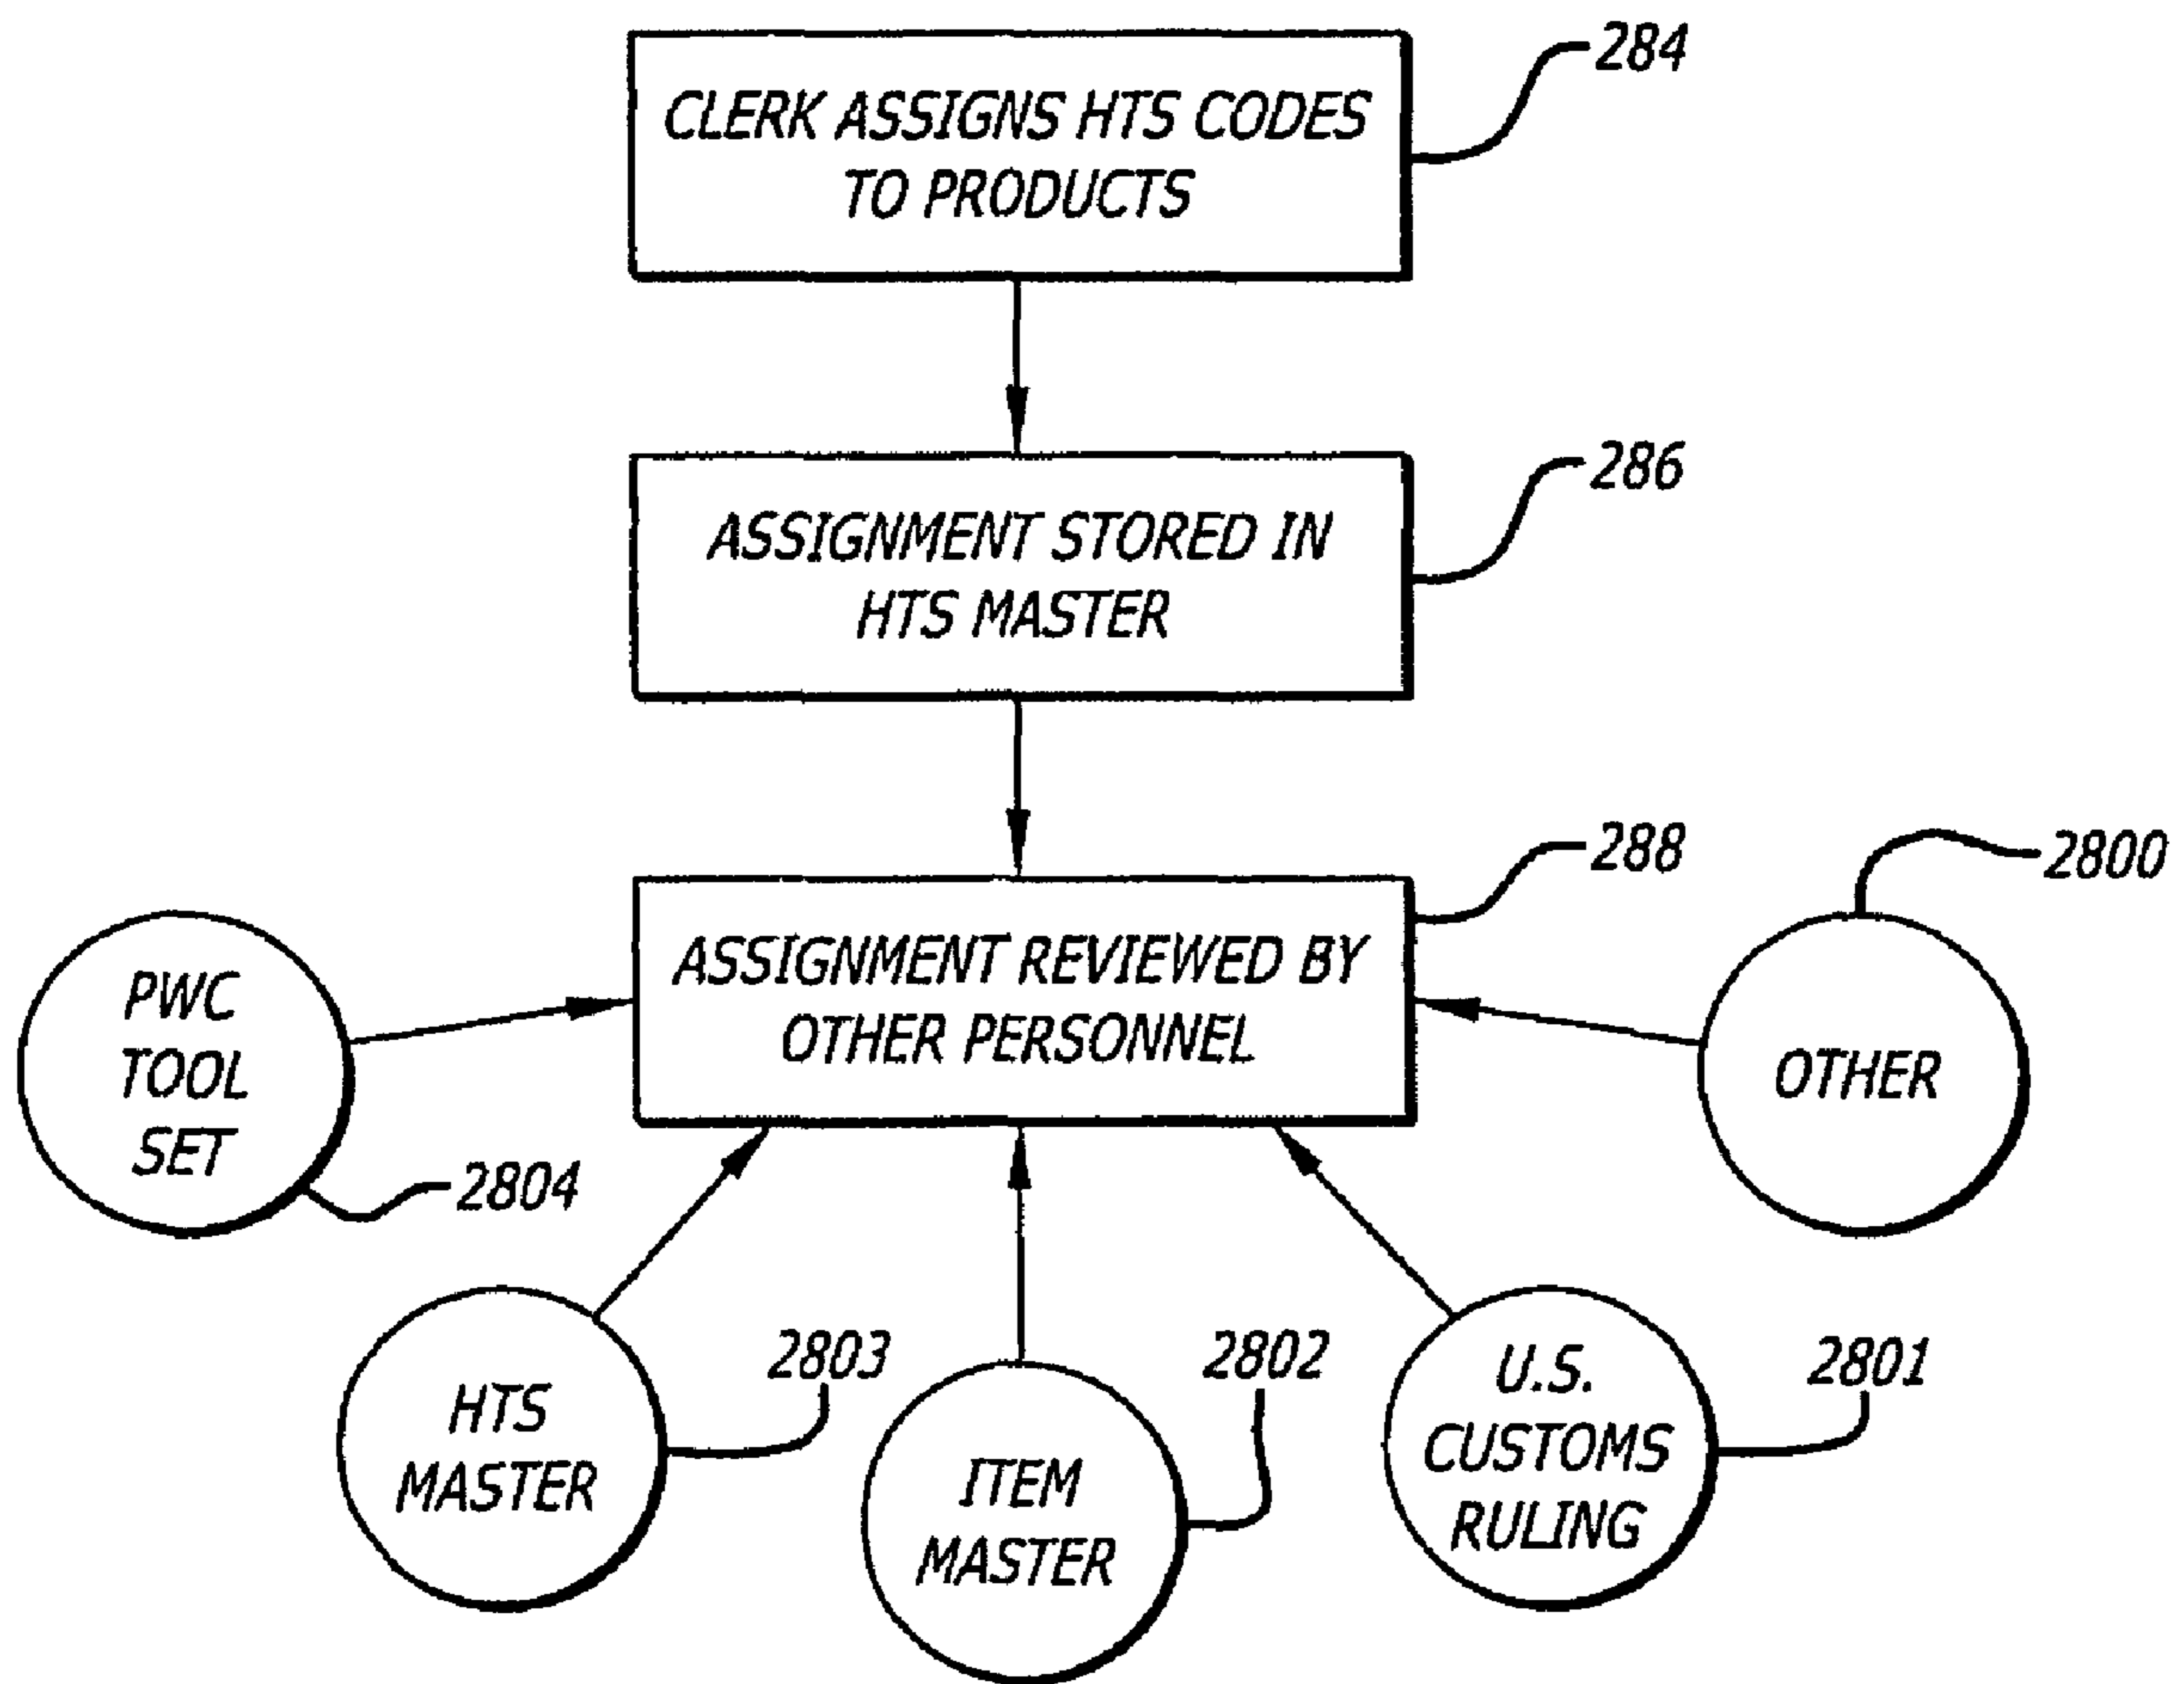 284
CLERK ASSIGNS HTS CODES
TO PRODUCTS
286
ASSIGNMENT STORED IN
HTS MASTER
288
2800
ASSIGNMENT REVIEWED BY
OTHER PERSONNEL
PWC
TOOL
SET
OTHER
2804
2803
2802
2801
HTS
MASTER
ITEM
MASTER
U.S.
CUSTOMS
RULING